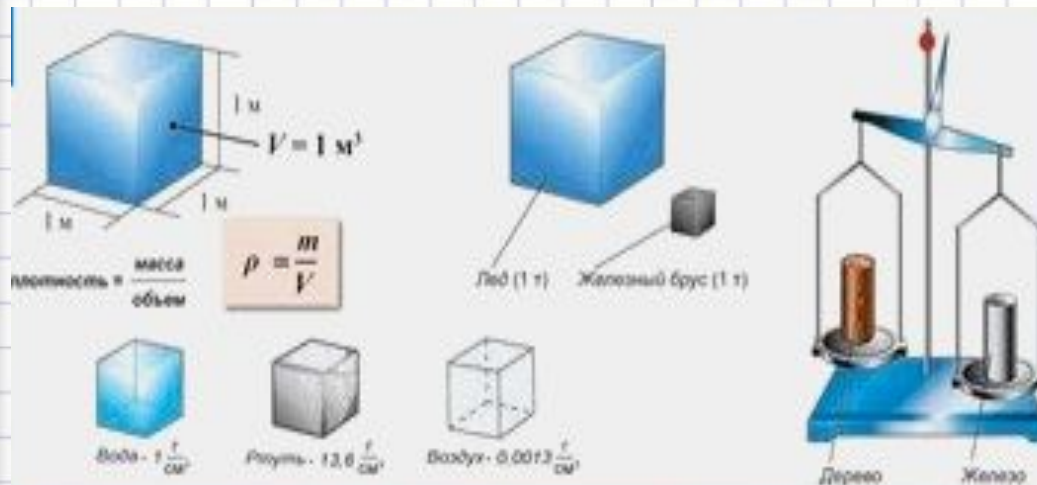 1 м
V = 1 м³
1 м
1 м
плотность = масса
объем
ρ = m
V
Лед (1 т)
Железный брус (1 т)
Вода - 1 г
см³
Ртуть - 13,6 г
см³
Воздух - 0,0013 г
см³
Дерево
Железо